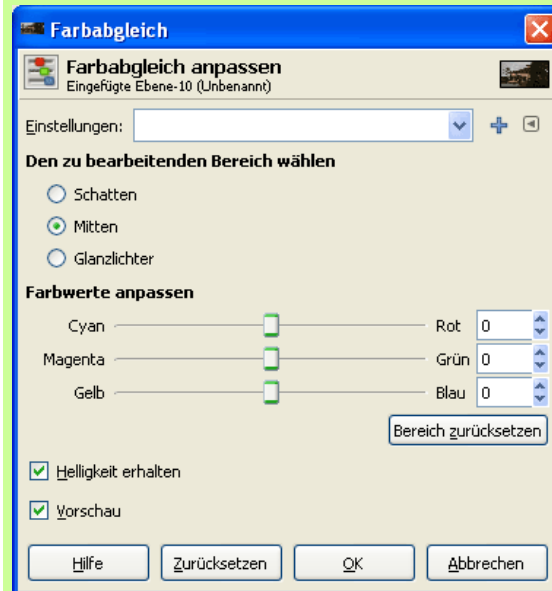 Farbabgleich
Farbabgleich anpassen
Eingefügte Ebene-10 (Unbenannt)
Einstellungen:
Den zu bearbeitenden Bereich wählen
Schatten
Mitten
Glanzlichter
Farbwerte anpassen
Cyan Rot 0
Magenta Grün 0
Gelb Blau 0
Bereich zurücksetzen
Helligkeit erhalten
Vorschau
Hilfe Zurücksetzen OK Abbrechen